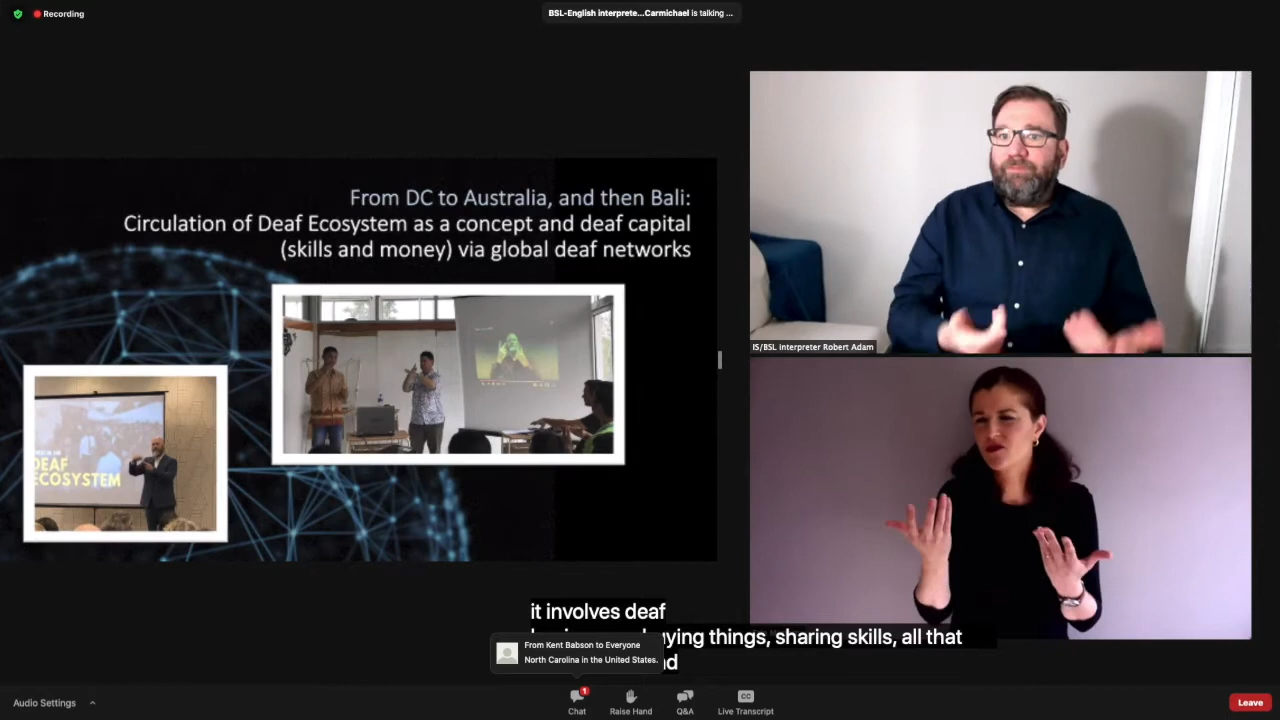 Recording
BSL-English interprete...Carmichael is talking ...
From DC to Australia, and then Bali:
Circulation of Deaf Ecosystem as a concept and deaf capital
(skills and money) via global deaf networks
DEAF
ECOSYSTEM
IS/BSL interpreter Robert Adam
it involves deaf
things, sharing skills, all that
From Kent Babson to Everyone
North Carolina in the United States.
Audio Settings
1
Chat
Raise Hand
Q&A
CC
Live Transcript
Leave